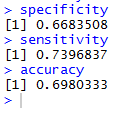 > specificity
[1] 0.6683508
> sensitivity
[1] 0.7396837
> accuracy
[1] 0.6980333
>